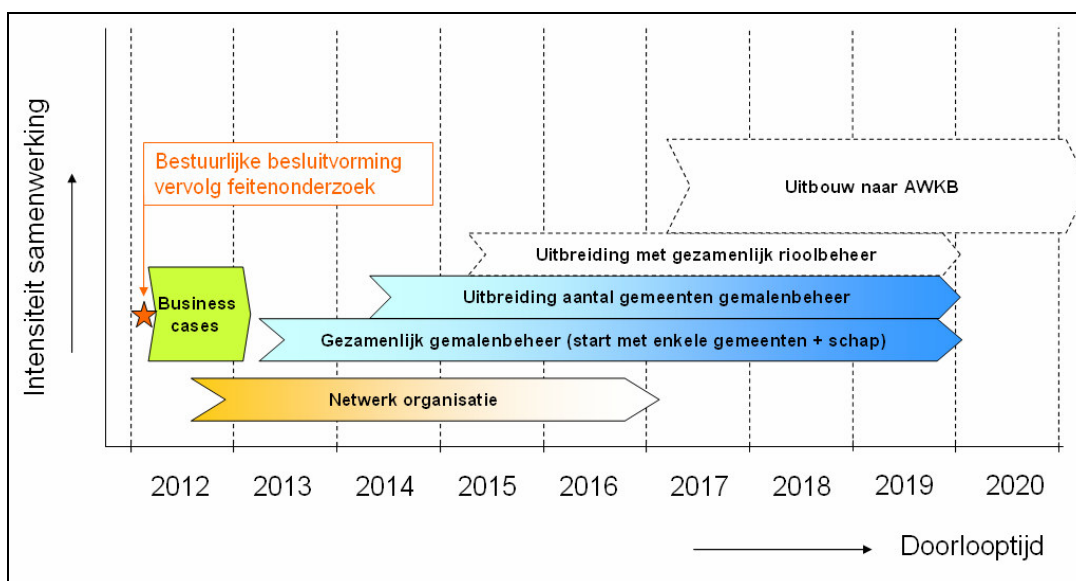 Intensiteit samenwerking
Bestuurlijke besluitvorming
vervolg feitenonderzoek
Uitbouw naar AWKB
Uitbreiding met gezamenlijk rioolbeheer
Business
cases
Uitbreiding aantal gemeenten gemalenbeheer
Gezamenlijk gemalenbeheer (start met enkele gemeenten + schap)
Netwerk organisatie
2012 2013 2014 2015 2016 2017 2018 2019 2020
Doorlooptijd